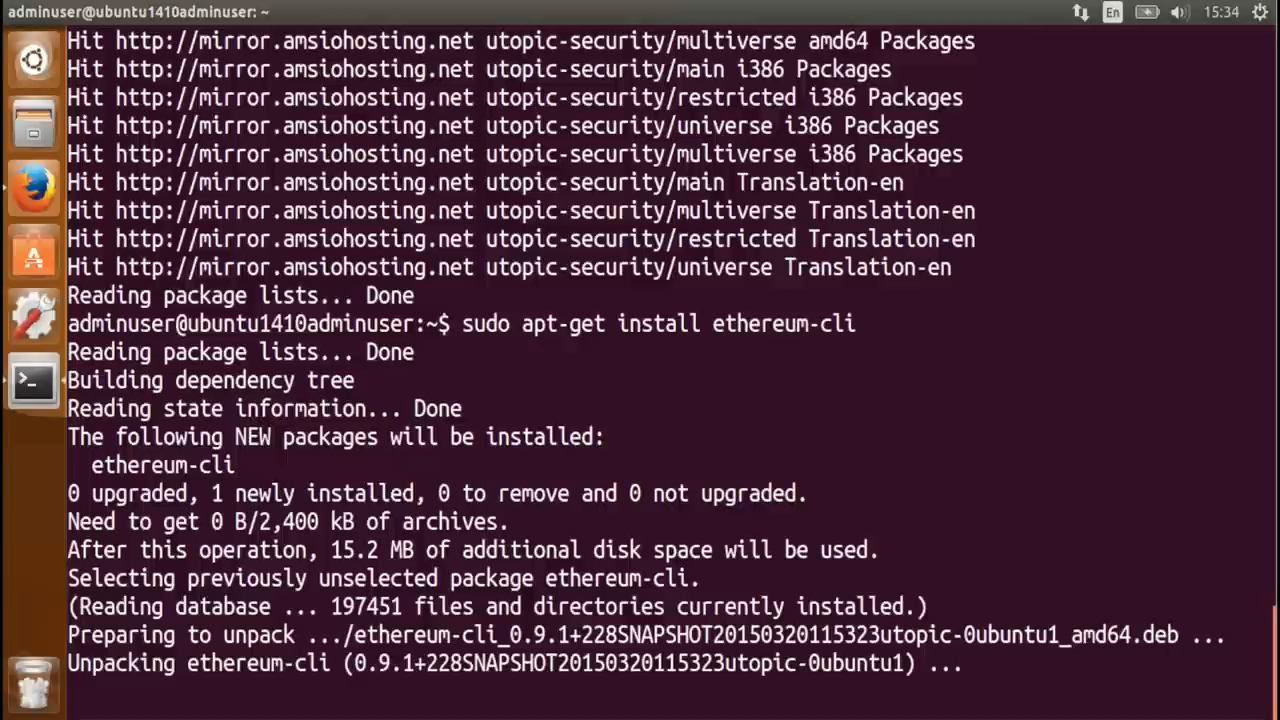 adminuser@ubuntu1410adminuser: ~
En
15:34
Hit http://mirror.amsiohosting.net utopic-security/multiverse amd64 Packages
Hit http://mirror.amsiohosting.net utopic-security/main i386 Packages
Hit http://mirror.amsiohosting.net utopic-security/restricted i386 Packages
Hit http://mirror.amsiohosting.net utopic-security/universe i386 Packages
Hit http://mirror.amsiohosting.net utopic-security/multiverse i386 Packages
Hit http://mirror.amsiohosting.net utopic-security/main Translation-en
Hit http://mirror.amsiohosting.net utopic-security/multiverse Translation-en
Hit http://mirror.amsiohosting.net utopic-security/restricted Translation-en
Hit http://mirror.amsiohosting.net utopic-security/universe Translation-en
Reading package lists... Done
adminuser@ubuntu1410adminuser:~$ sudo apt-get install ethereum-cli
Reading package lists... Done
Building dependency tree
Reading state information... Done
The following NEW packages will be installed:
  ethereum-cli
0 upgraded, 1 newly installed, 0 to remove and 0 not upgraded.
Need to get 0 B/2,400 kB of archives.
After this operation, 15.2 MB of additional disk space will be used.
Selecting previously unselected package ethereum-cli.
(Reading database ... 197451 files and directories currently installed.)
Preparing to unpack .../ethereum-cli_0.9.1+228SNAPSHOT20150320115323utopic-0ubuntu1_amd64.deb ...
Unpacking ethereum-cli (0.9.1+228SNAPSHOT20150320115323utopic-0ubuntu1) ...